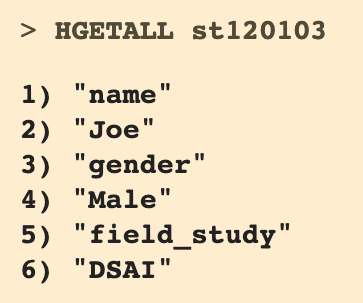 > HGETALL st120103
1) "name"
2) "Joe"
3) "gender"
4) "Male"
5) "field_study"
6) "DSAI"